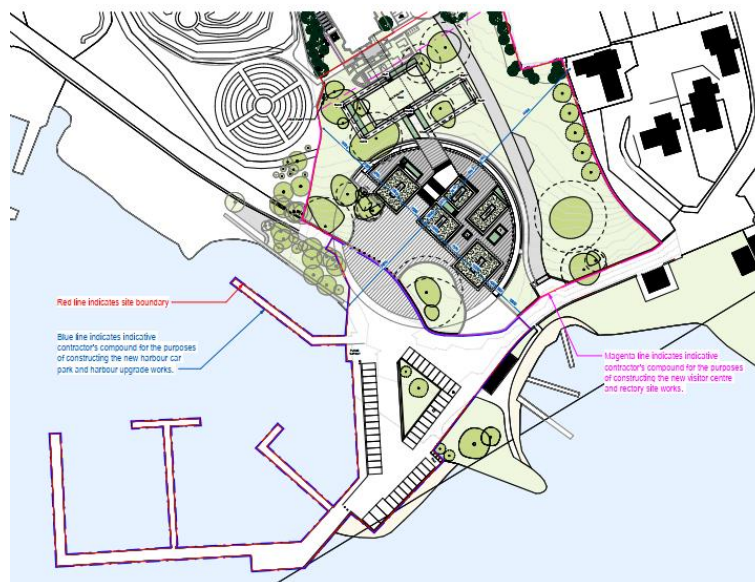 Red line indicates site boundary
Blue line indicates indicative
contractor's compound for the purposes
of constructing the new harbour car
park and harbour upgrade works.
Magenta line indicates indicative
contractor's compound for the purposes
of constructing the new visitor centre
and rectory site works.